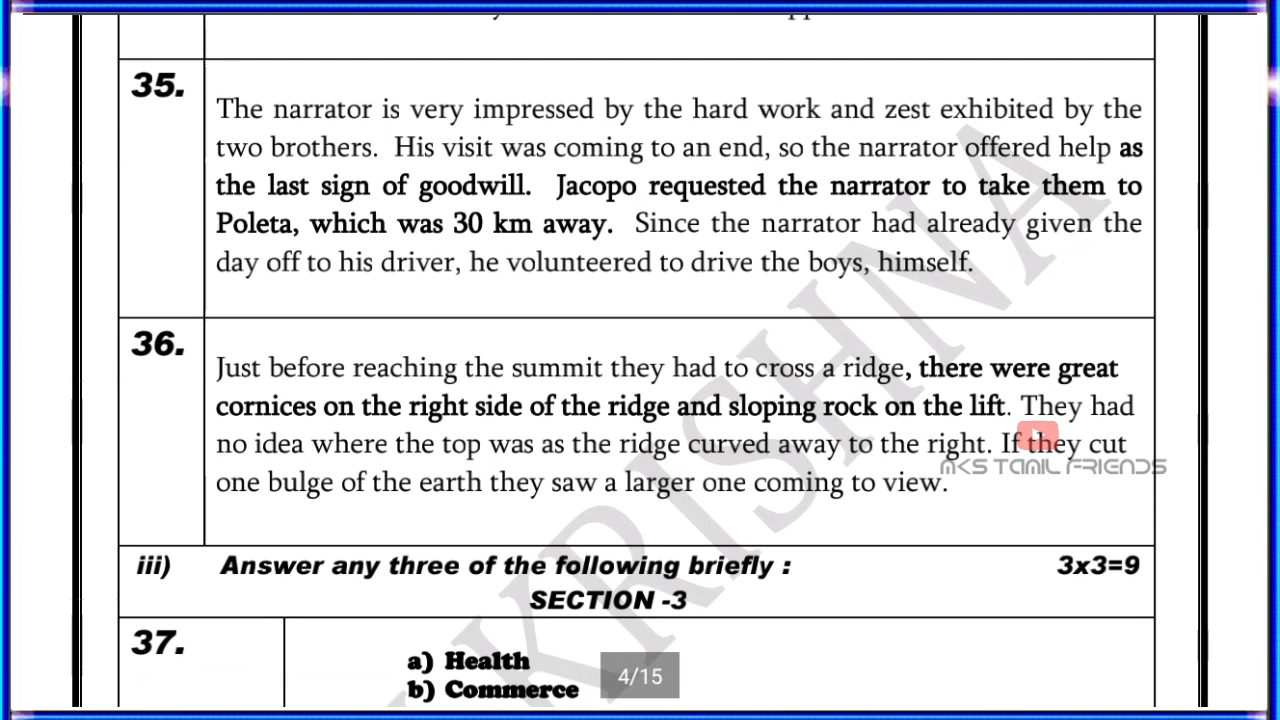 35.
The narrator is very impressed by the hard work and zest exhibited by the
two brothers. His visit was coming to an end, so the narrator offered help as
the last sign of goodwill. Jacopo requested the narrator to take them to
Poleta, which was 30 km away. Since the narrator had already given the
day off to his driver, he volunteered to drive the boys, himself.
36.
Just before reaching the summit they had to cross a ridge, there were great
cornices on the right side of the ridge and sloping rock on the lift. They had
no idea where the top was as the ridge curved away to the right. If they cut
one bulge of the earth they saw a larger one coming to view.
MKS TAMIL FRIENDS
iii) Answer any three of the following briefly : 3x3=9
SECTION -3
37.
a) Health
b) Commerce
4/15
KRISHNA